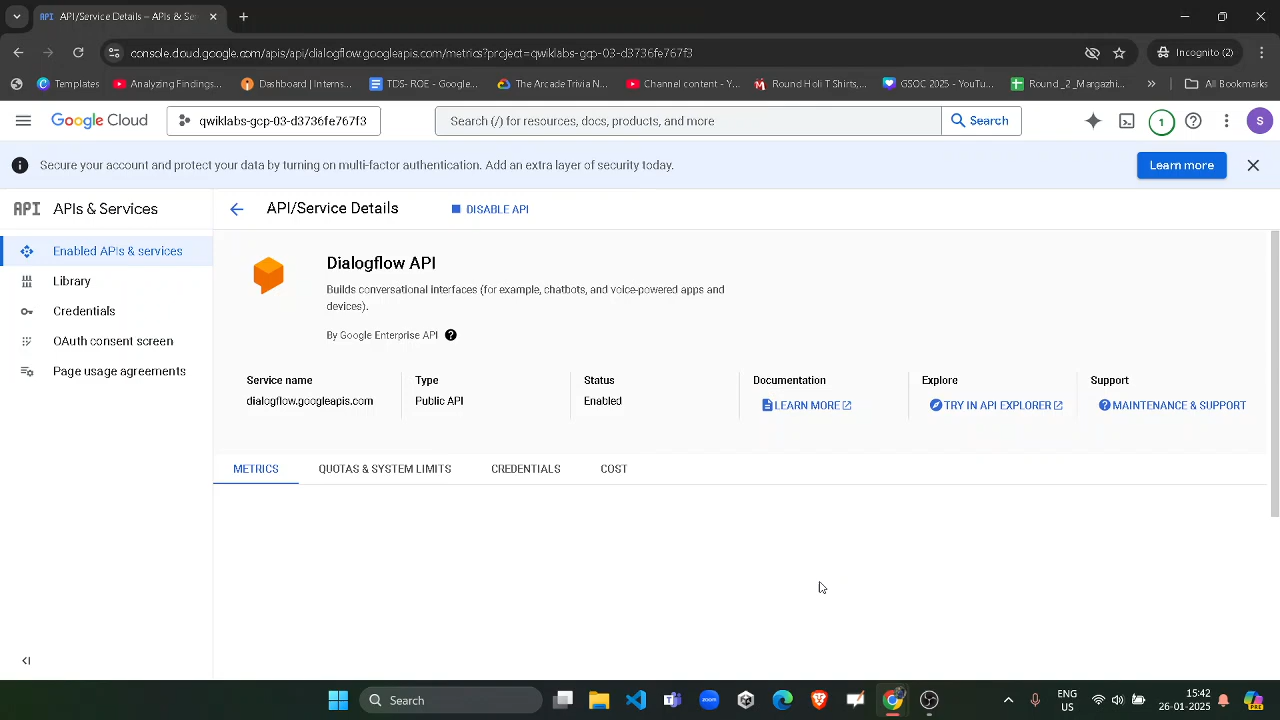 API/Service Details – APIs & Se
console.cloud.google.com/apis/api/dialogflow.googleapis.com/metrics?project=qwiklabs-gcp-03-d3736fe767f3
Incognito (2)
Templates
Analyzing Findings...
Dashboard | Interns...
TDS- ROE - Google...
The Arcade Trivia N...
Channel content - Y...
Round Holi T Shirts,...
GSOC 2025 - YouTu...
Round _2_Margazhi...
All Bookmarks
Google Cloud
qwiklabs-gcp-03-d3736fe767f3
Search (/) for resources, docs, products, and more
Search
1
S
Secure your account and protect your data by turning on multi-factor authentication. Add an extra layer of security today.
Learn more
API
APIs & Services
API/Service Details
DISABLE API
Enabled APIs & services
Library
Credentials
OAuth consent screen
Page usage agreements
Dialogflow API
Builds conversational interfaces (for example, chatbots, and voice-powered apps and
devices).
By Google Enterprise API
Service name
dialogflow.googleapis.com
Type
Public API
Status
Enabled
Documentation
LEARN MORE
Explore
TRY IN API EXPLORER
Support
MAINTENANCE & SUPPORT
METRICS
QUOTAS & SYSTEM LIMITS
CREDENTIALS
COST
Search
zoom
ENG
US
15:42
26-01-2025